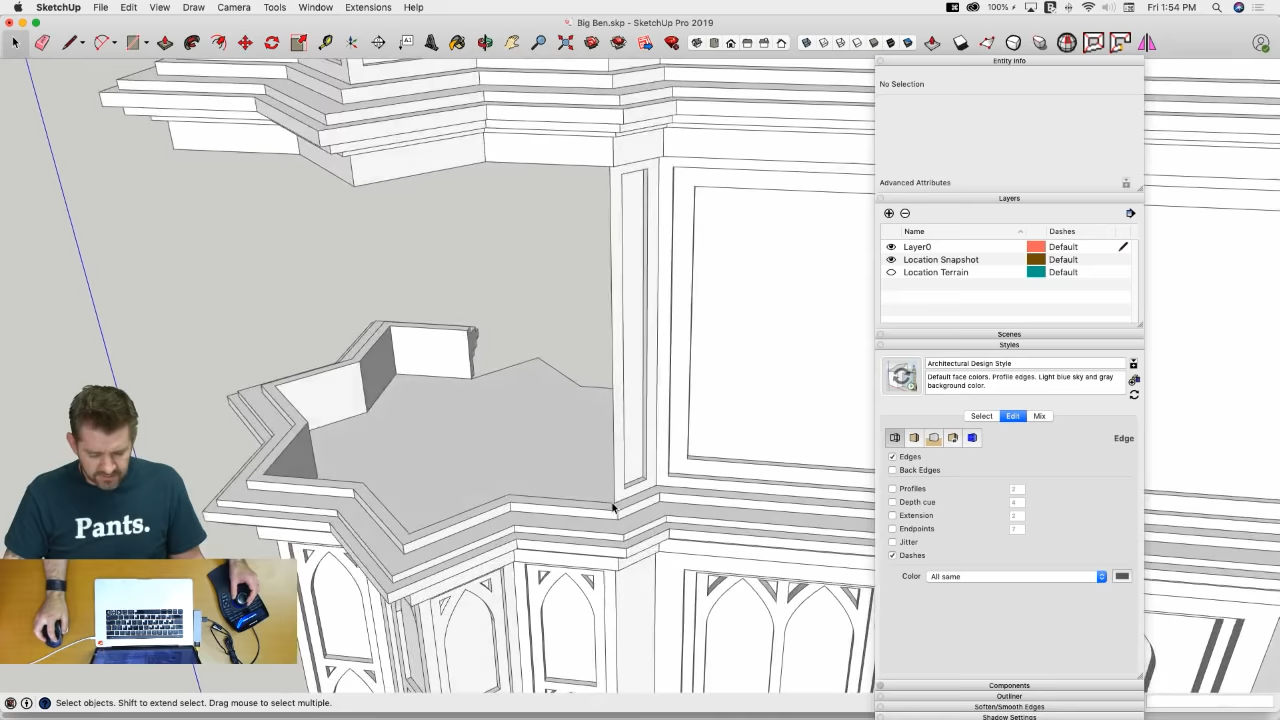 SketchUp File Edit View Draw Camera Tools Window Extensions Help 100% Fri 1:54 PM
Big Ben.skp - SketchUp Pro 2019
Entity Info
No Selection
Advanced Attributes
Layers
Name Dashes
Layer0 Default
Location Snapshot Default
Location Terrain Default
Scenes
Styles
Architectural Design Style
Default face colors. Profile edges. Light blue sky and gray
background color.
Select Edit Mix
Edge
Edges
Back Edges
Profiles 2
Depth cue 4
Extension 2
Endpoints 7
Jitter
Dashes
Color All same
Pants.
Components
Outliner
Soften/Smooth Edges
Shadow Settings
Select objects. Shift to extend select. Drag mouse to select multiple.